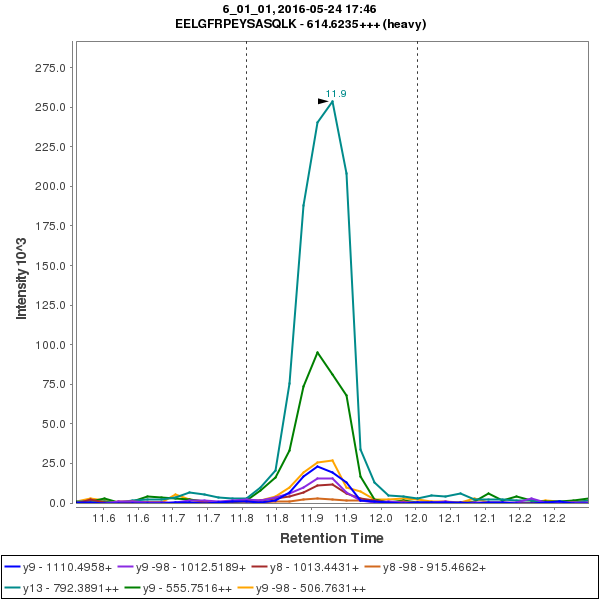 6_01_01, 2016-05-24 17:46
EELGFRPEYSASQLK - 614.6235+++ (heavy)
11.9
275.0
250.0
225.0
200.0
175.0
150.0
125.0
100.0
75.0
50.0
25.0
0.0
Intensity 10^3
11.6 11.6 11.7 11.7 11.8 11.8 11.9 11.9 12.0 12.0 12.1 12.1 12.2 12.2
Retention Time
y9 - 1110.4958+ y9 -98 - 1012.5189+ y8 - 1013.4431+ y8 -98 - 915.4662+
y13 - 792.3891++ y9 - 555.7516++ y9 -98 - 506.7631++